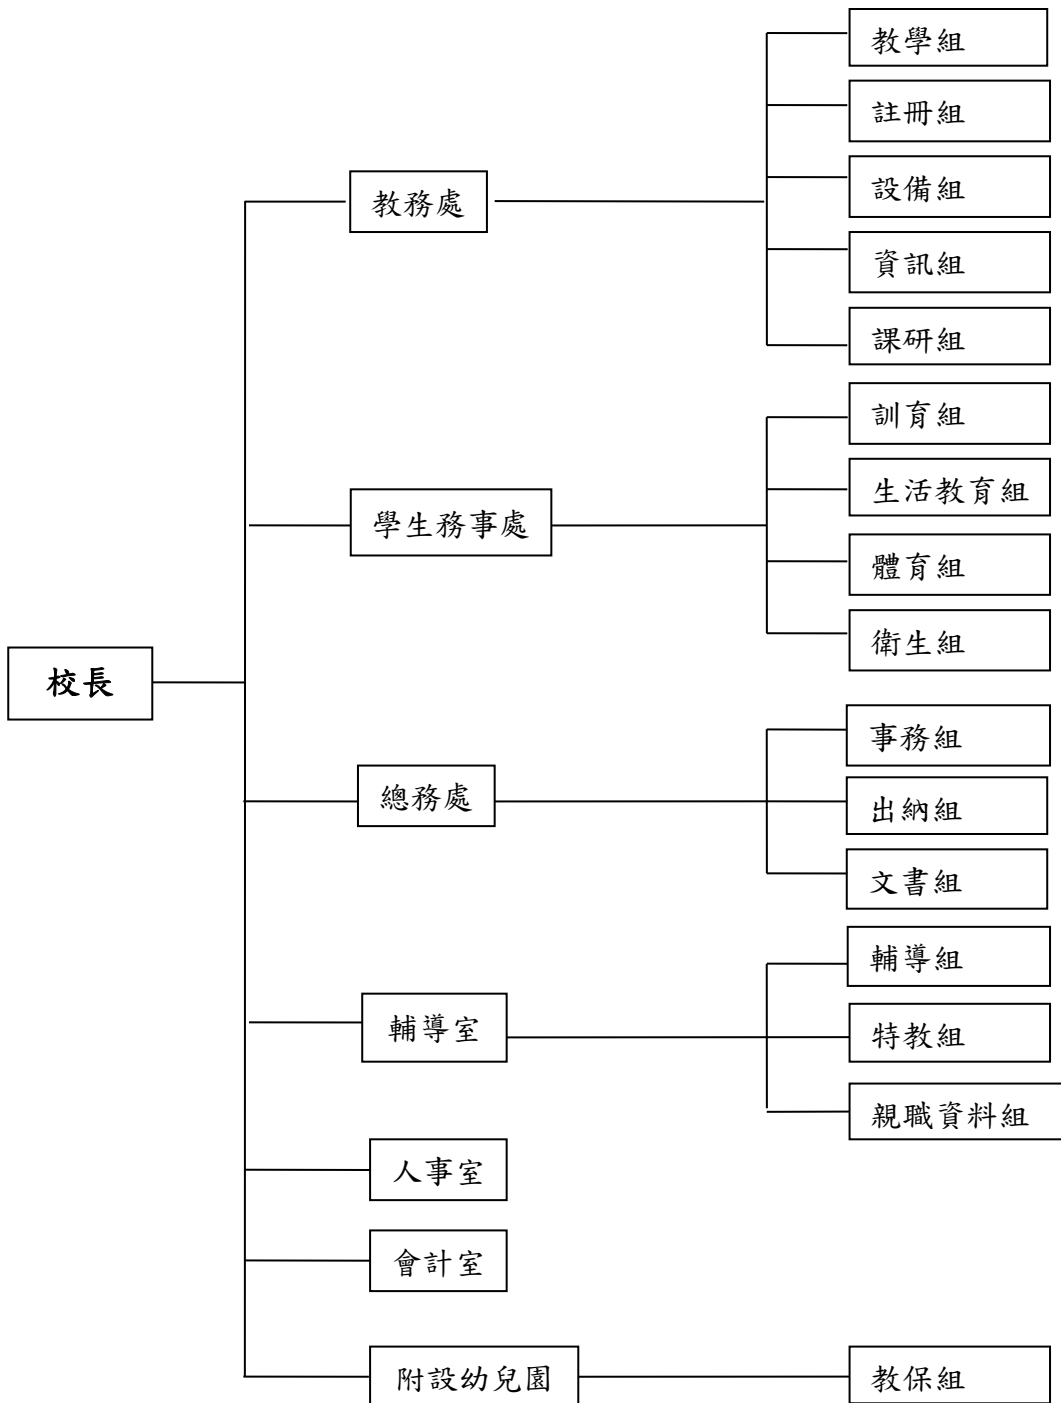 校長
教務處
教學組
註冊組
設備組
資訊組
課研組
學生務事處
訓育組
生活教育組
體育組
衛生組
總務處
事務組
出納組
文書組
輔導室
輔導組
特教組
親職資料組
人事室
會計室
附設幼兒園
教保組